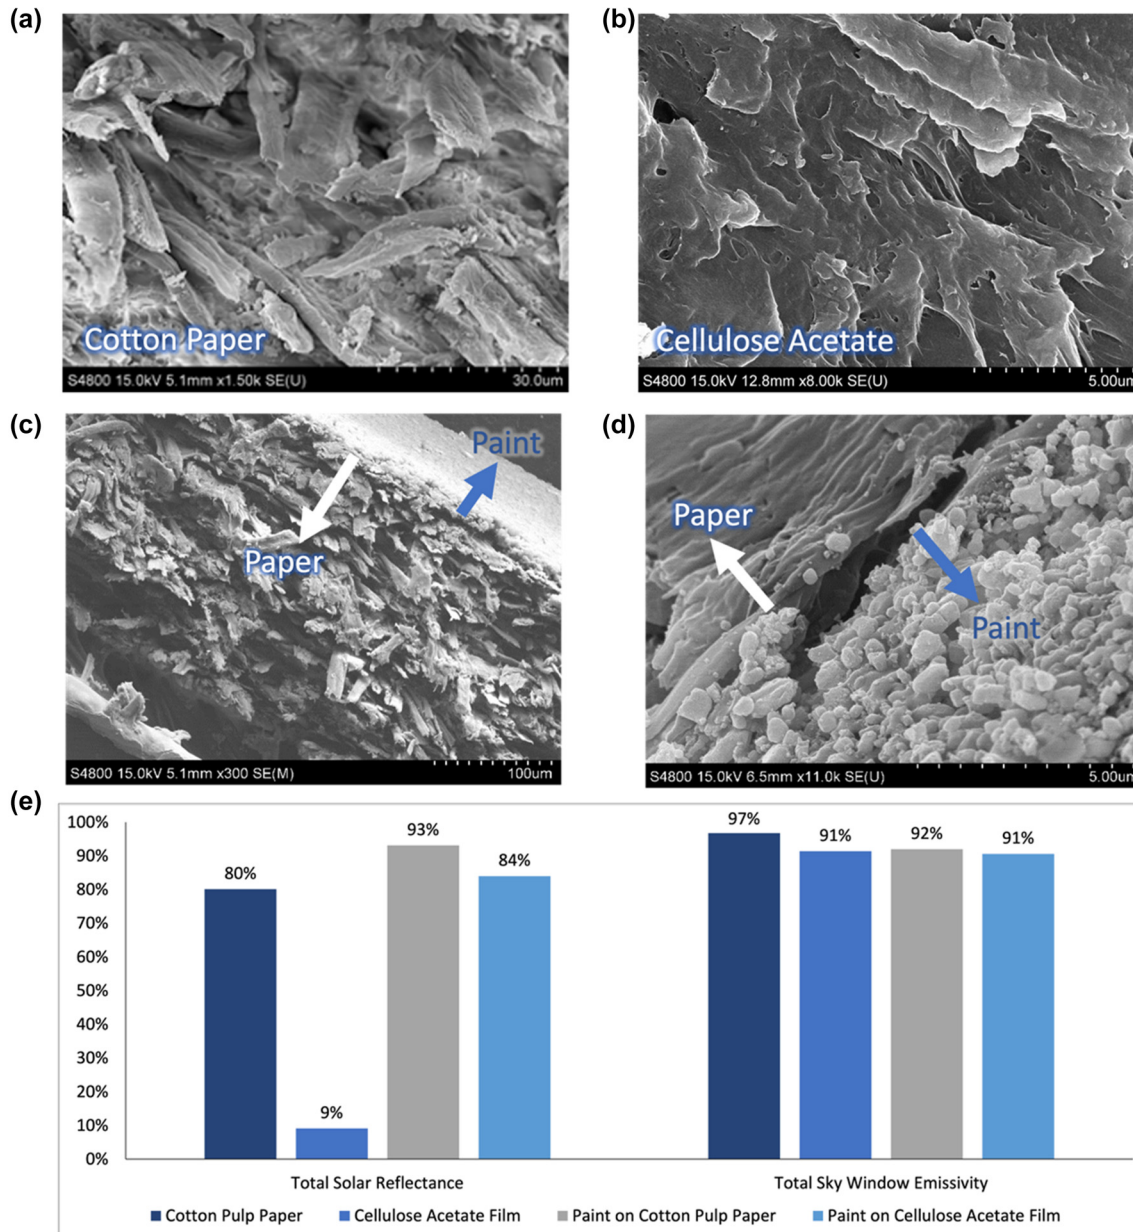 (a)
(b)
Cotton Paper
Cellulose Acetate
S4800 15.0kV 5.1mm x1.50k SE(U)
30.0um
S4800 15.0kV 12.8mm x8.00k SE(U)
5.00um
(c)
(d)
Paint
Paper
Paper
Paint
S4800 15.0kV 5.1mm x300 SE(M)
100um
S4800 15.0kV 6.5mm x11.0k SE(U)
5.00um
(e)
100%
90%
80%
70%
60%
50%
40%
30%
20%
10%
0%
80%
9%
93%
84%
97%
91%
92%
91%
Total Solar Reflectance
Total Sky Window Emissivity
Cotton Pulp Paper
Cellulose Acetate Film
Paint on Cotton Pulp Paper
Paint on Cellulose Acetate Film